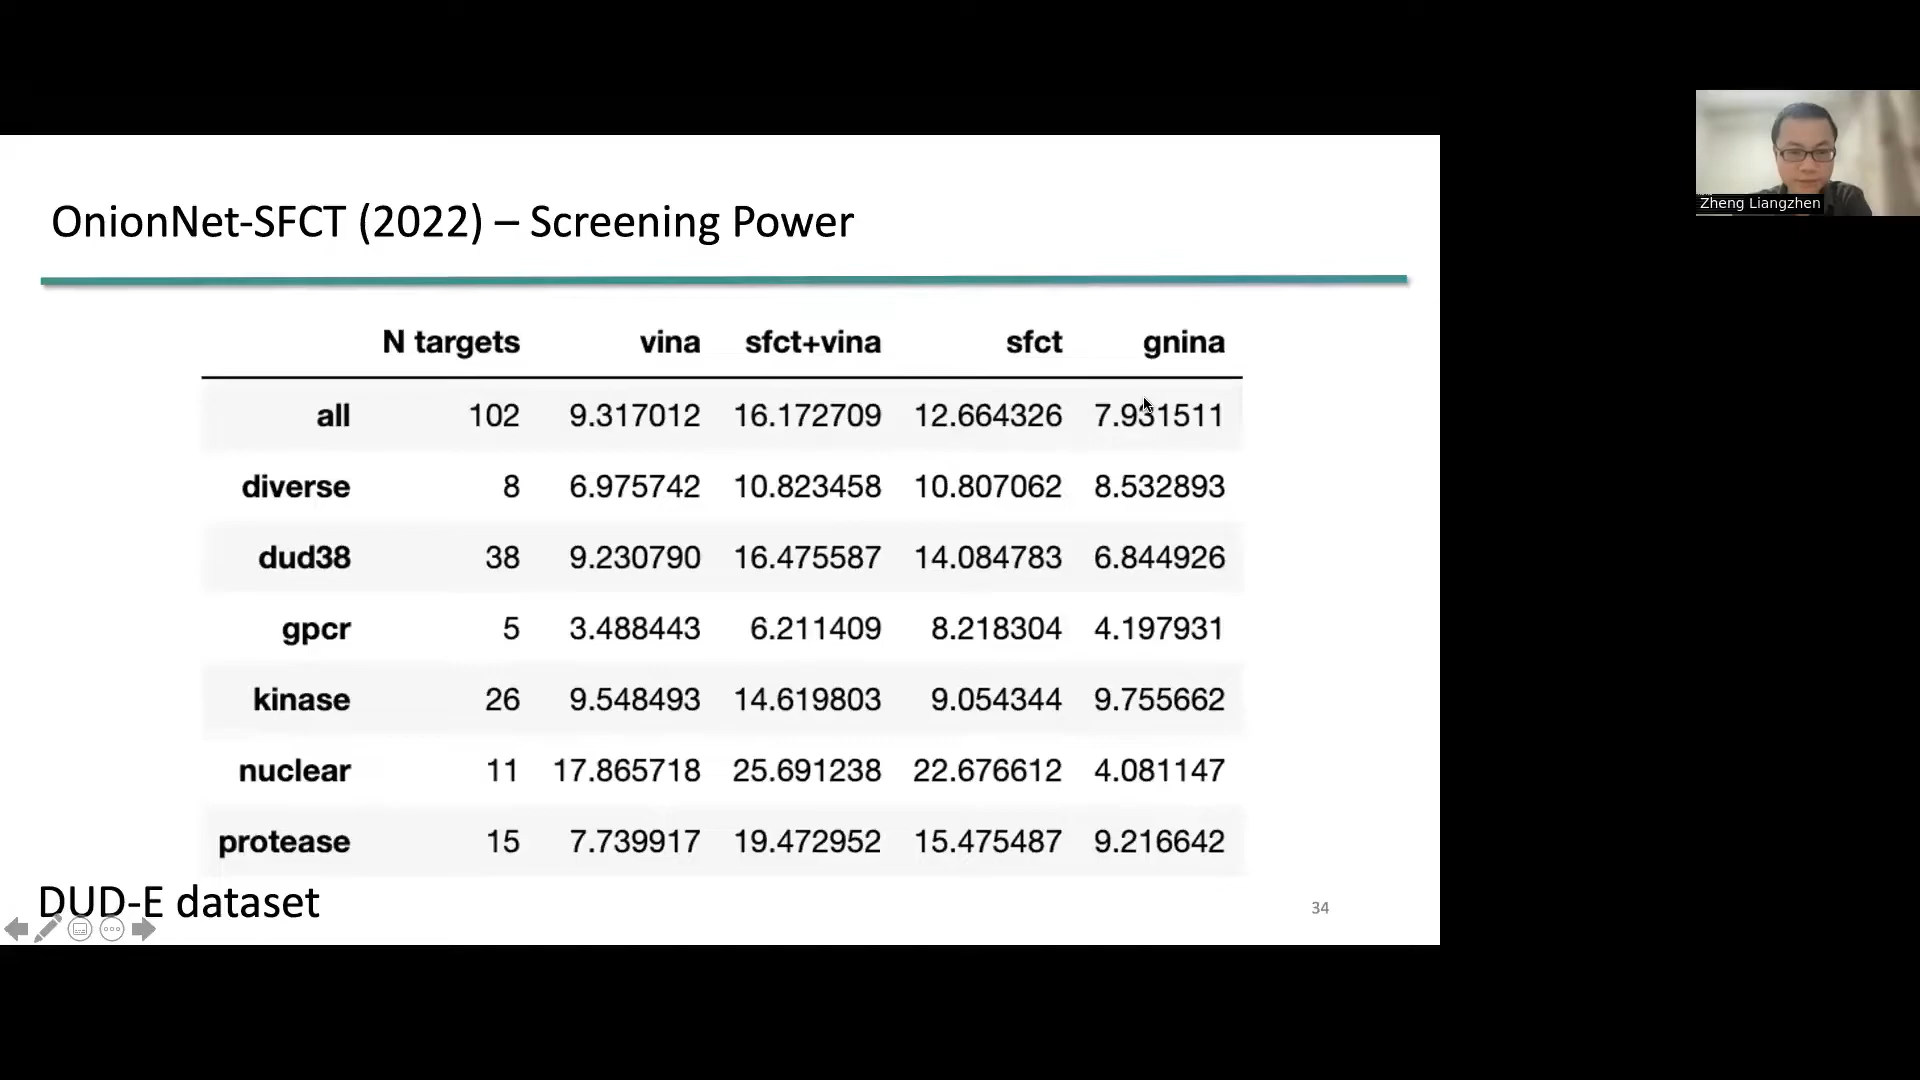 Zheng Liangzhen
OnionNet-SFCT (2022) – Screening Power
N targets vina sfct+vina sfct gnina
all 102 9.317012 16.172709 12.664326 7.931511
diverse 8 6.975742 10.823458 10.807062 8.532893
dud38 38 9.230790 16.475587 14.084783 6.844926
gpcr 5 3.488443 6.211409 8.218304 4.197931
kinase 26 9.548493 14.619803 9.054344 9.755662
nuclear 11 17.865718 25.691238 22.676612 4.081147
protease 15 7.739917 19.472952 15.475487 9.216642
DUD-E dataset
34